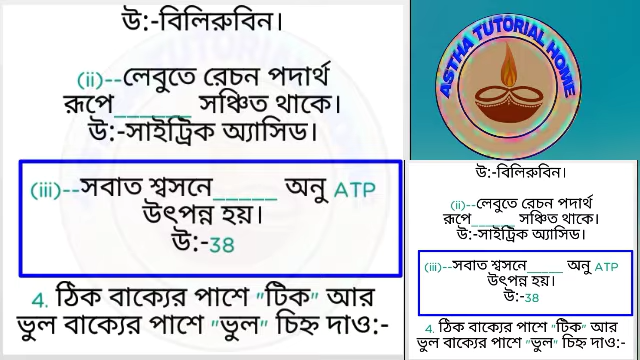 উ:-বিলিরুবিন।
(ii)--লেবুতে রেচন পদার্থ
রূপে______ সঞ্চিত থাকে।
উ:-সাইট্রিক অ্যাসিড।
(iii)--সবাত শ্বসনে_____ অনু ATP
উৎপন্ন হয়।
উ:-38
4. ঠিক বাক্যের পাশে "টিক" আর
ভুল বাক্যের পাশে "ভুল" চিহ্ন দাও:-
ASTHA TUTORIAL HOME
উ:-বিলিরুবিন।
(ii)--লেবুতে রেচন পদার্থ
রূপে______ সঞ্চিত থাকে।
উ:-সাইট্রিক অ্যাসিড।
(iii)--সবাত শ্বসনে_____ অনু ATP
উৎপন্ন হয়।
উ:-38
4. ঠিক বাক্যের পাশে "টিক" আর
ভুল বাক্যের পাশে "ভুল" চিহ্ন দাও:-